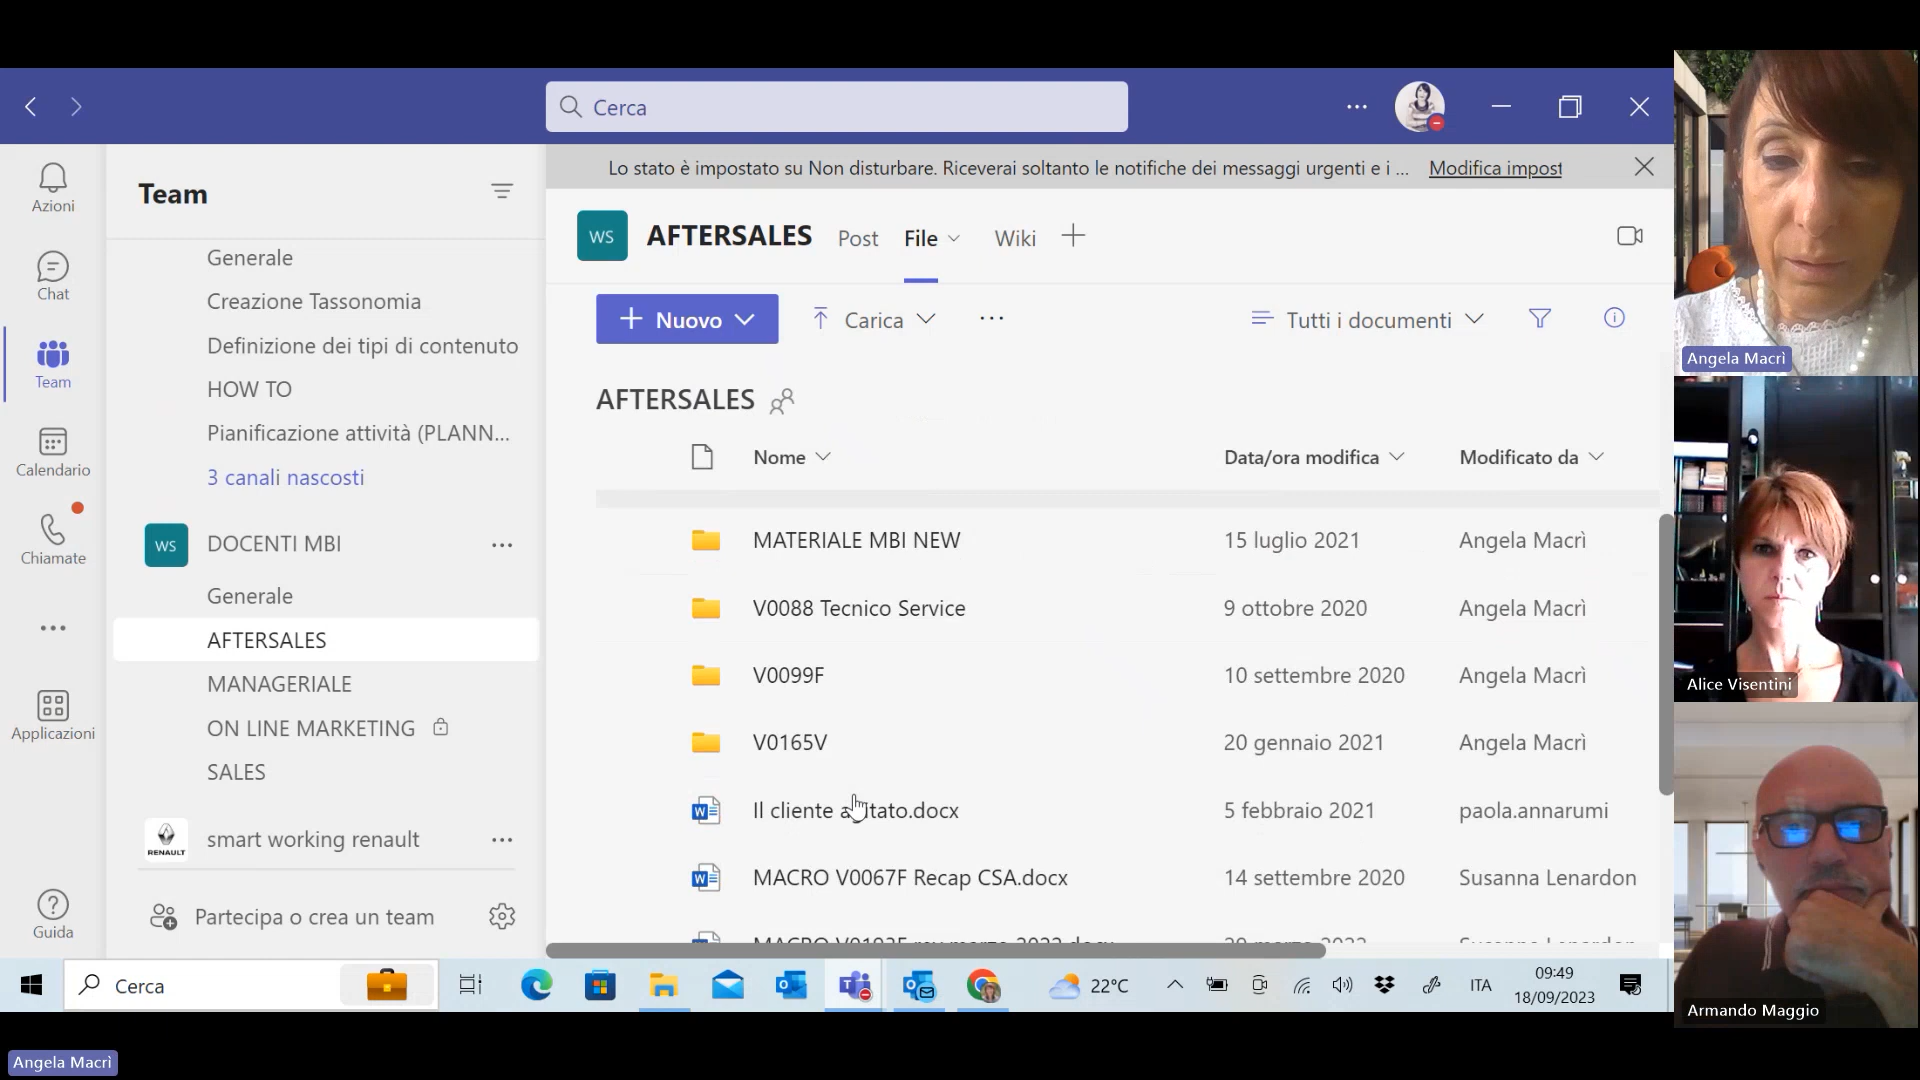 Cerca
Lo stato è impostato su Non disturbare. Riceverai soltanto le notifiche dei messaggi urgenti e i ... Modifica impost
Azioni
Chat
Team
Calendario
Chiamate
Applicazioni
Guida
Team
Generale
Creazione Tassonomia
Definizione dei tipi di contenuto
HOW TO
Pianificazione attività (PLANN...
3 canali nascosti
WS DOCENTI MBI
Generale
AFTERSALES
MANAGERIALE
ON LINE MARKETING
SALES
RENAULT
smart working renault
Partecipa o crea un team
WS AFTERSALES Post File Wiki
Nuovo Carica Tutti i documenti
AFTERSALES
Nome Data/ora modifica Modificato da
MATERIALE MBI NEW 15 luglio 2021 Angela Macrì
V0088 Tecnico Service 9 ottobre 2020 Angela Macrì
V0099F 10 settembre 2020 Angela Macrì
V0165V 20 gennaio 2021 Angela Macrì
Il cliente a itato.docx 5 febbraio 2021 paola.annarumi
MACRO V0067F Recap CSA.docx 14 settembre 2020 Susanna Lenardon
Angela Macrì
Alice Visentini
Armando Maggio
Cerca
22°C
ITA
09:49
18/09/2023
Angela Macrì